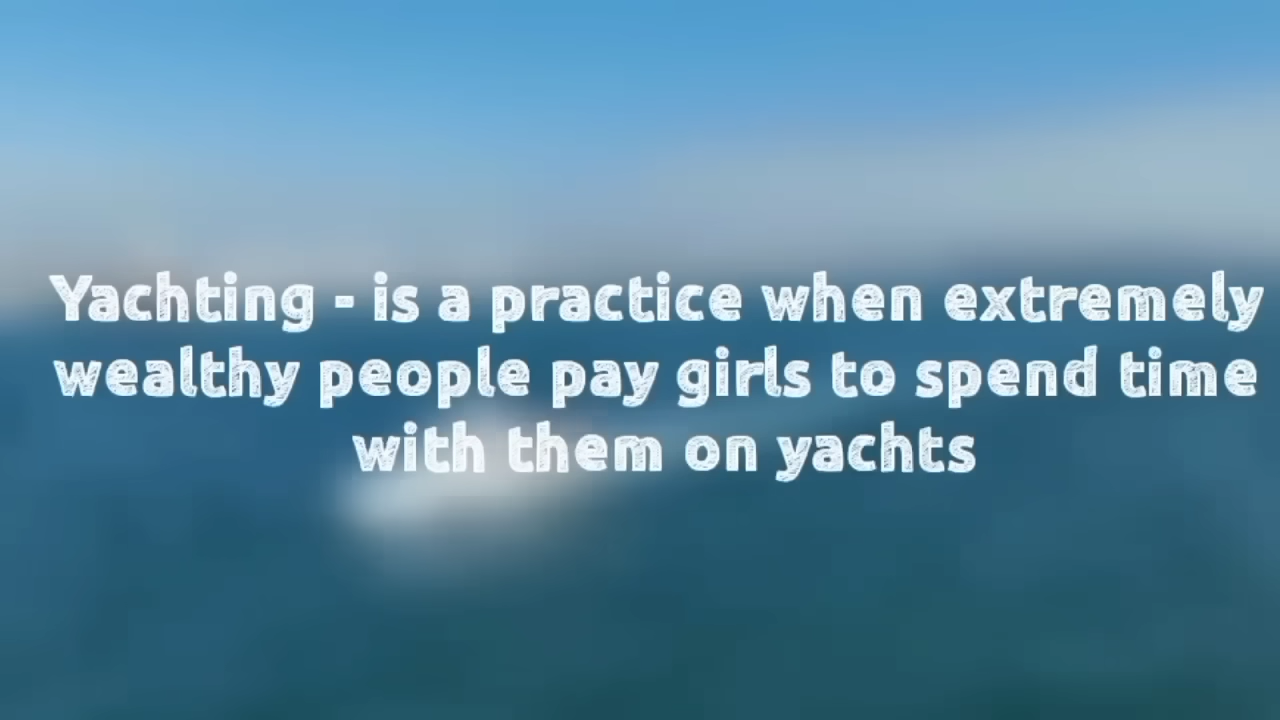 Yachting - is a practice when extremely
wealthy people pay girls to spend time
with them on yachts